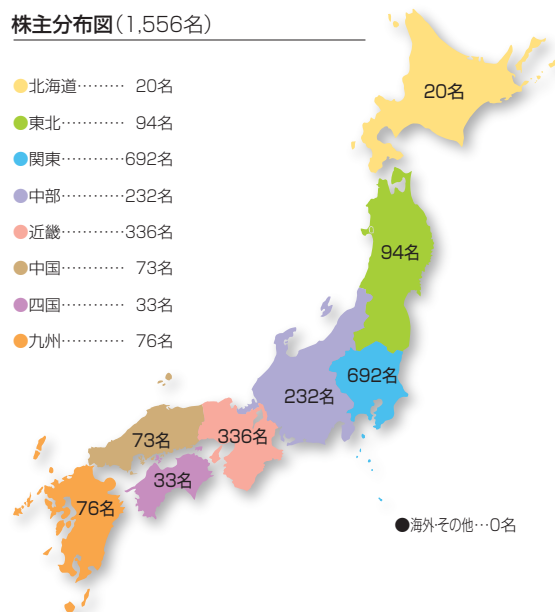 株主分布図(1,556名)
●北海道……… 20名
●東北………… 94名
●関東…………692名
●中部…………232名
●近畿…………336名
●中国………… 73名
●四国………… 33名
●九州………… 76名
20名
94名
692名
232名
336名
73名
33名
76名
●海外・その他…0名